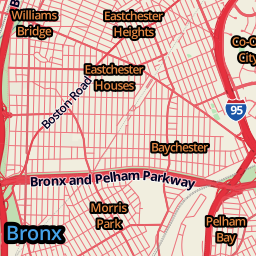 Williams
Bridge
Eastchester
Heights
Co-O
City
Eastchester
Houses
Boston Road
B
95
Baychester
Bronx and Pelham Parkway
Morris
Park
Pelham
Bay
Bronx